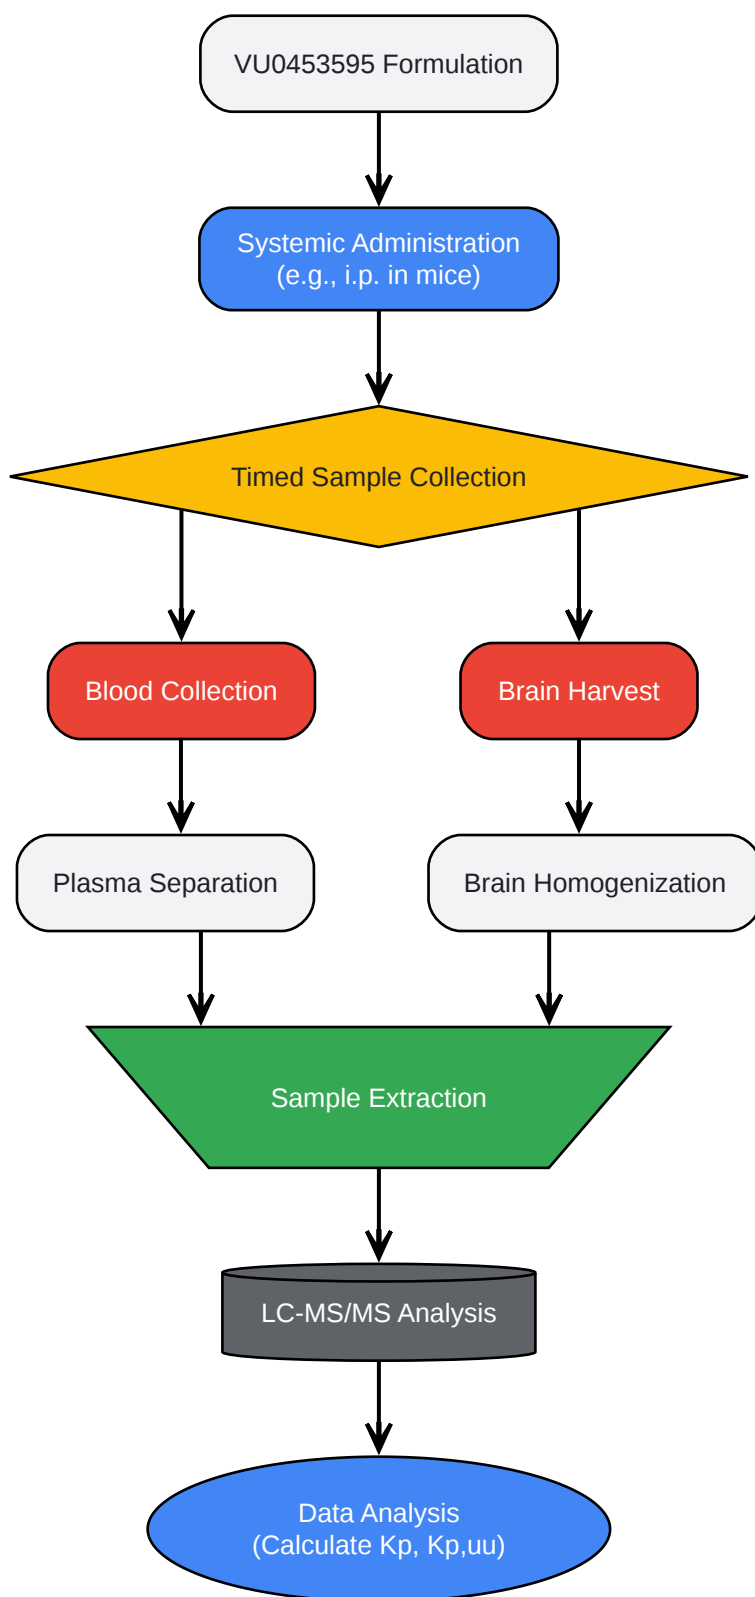 VU0453595 Formulation
Systemic Administration
(e.g., i.p. in mice)
Timed Sample Collection
Blood Collection
Brain Harvest
Plasma Separation
Brain Homogenization
Sample Extraction
LC-MS/MS Analysis
Data Analysis
(Calculate Kp, Kp,uu)